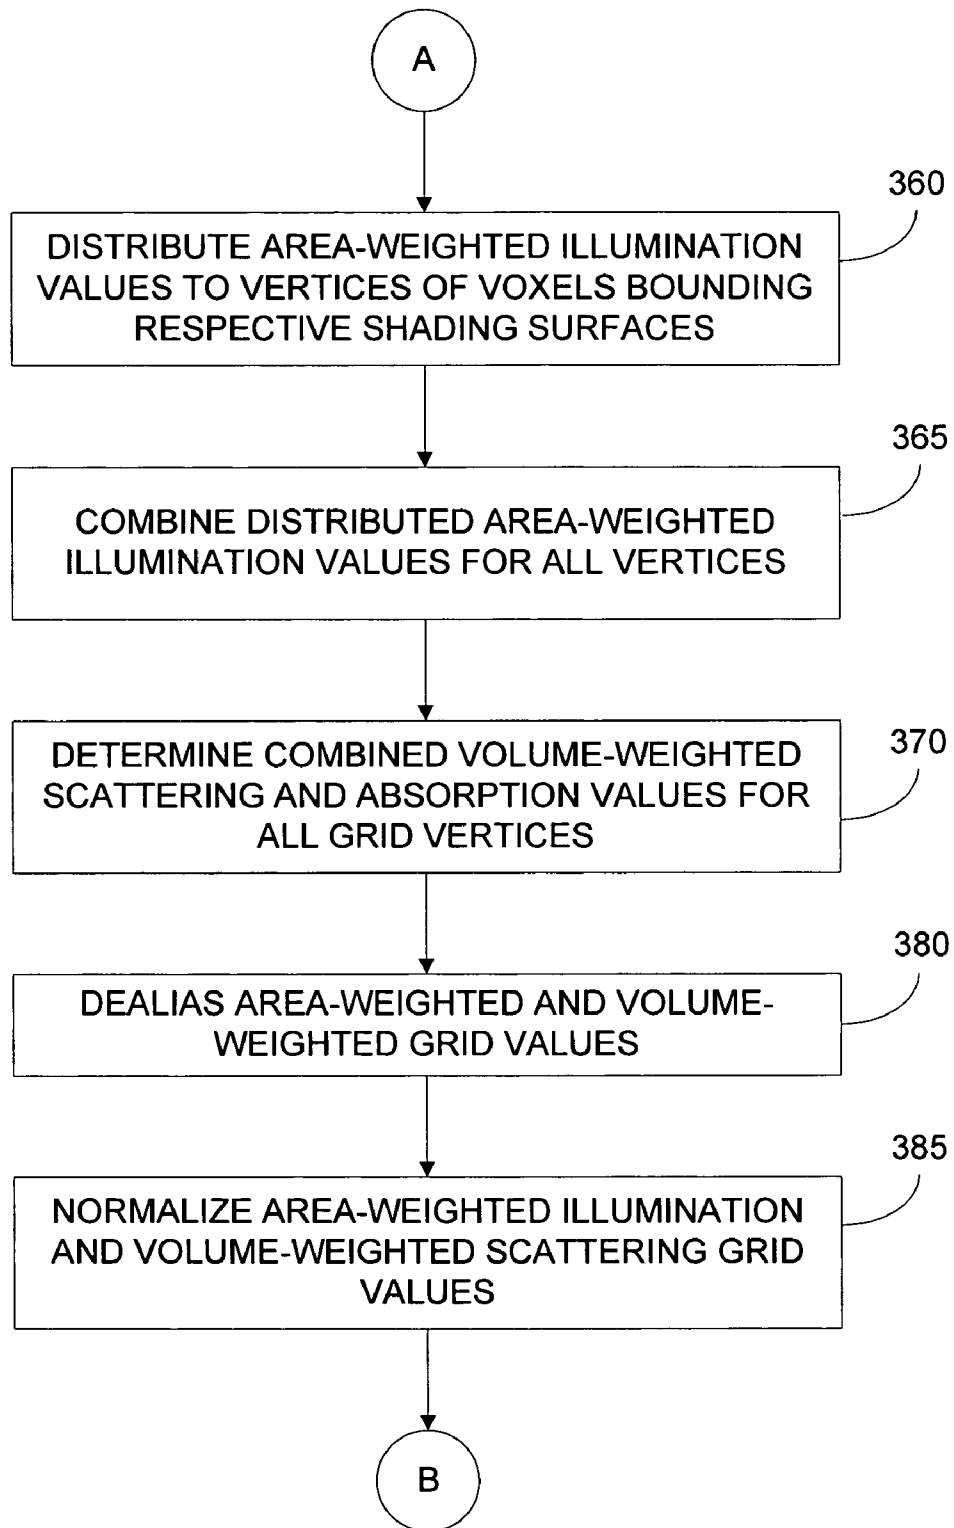 A
360
DISTRIBUTE AREA-WEIGHTED ILLUMINATION
VALUES TO VERTICES OF VOXELS BOUNDING
RESPECTIVE SHADING SURFACES
365
COMBINE DISTRIBUTED AREA-WEIGHTED
ILLUMINATION VALUES FOR ALL VERTICES
370
DETERMINE COMBINED VOLUME-WEIGHTED
SCATTERING AND ABSORPTION VALUES FOR
ALL GRID VERTICES
380
DEALIAS AREA-WEIGHTED AND VOLUME-
WEIGHTED GRID VALUES
385
NORMALIZE AREA-WEIGHTED ILLUMINATION
AND VOLUME-WEIGHTED SCATTERING GRID
VALUES
B